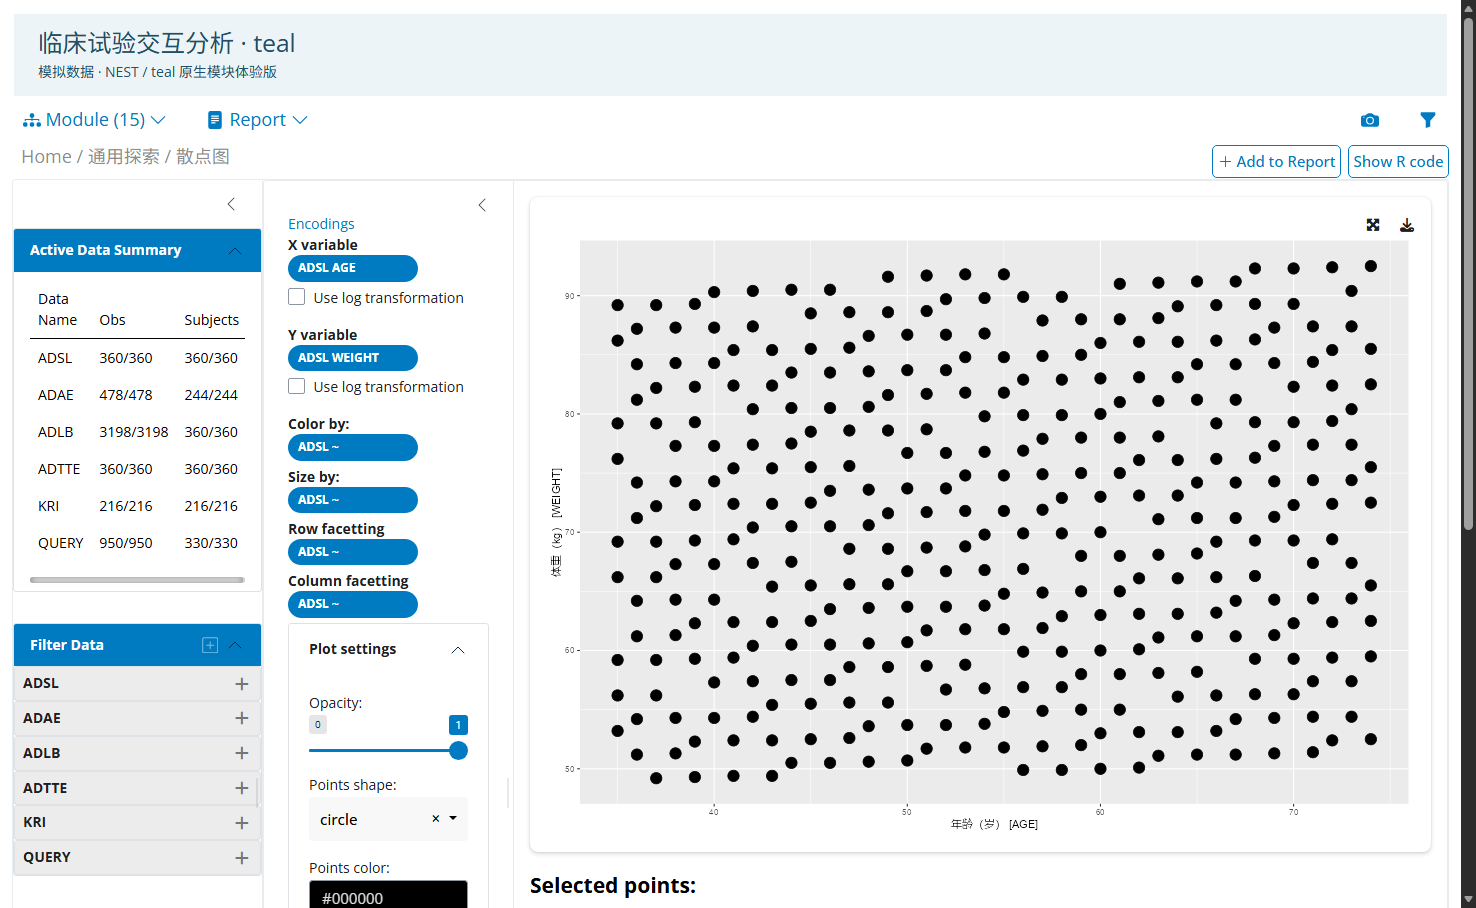 临床试验交互分析 · teal
模拟数据 · NEST / teal 原生模块体验版
Module (15)
Report
Home / 通用探索 / 散点图
+ Add to Report
Show R code
Active Data Summary
Data Name Obs Subjects
ADSL 360/360 360/360
ADAE 478/478 244/244
ADLB 3198/3198 360/360
ADTTE 360/360 360/360
KRI 216/216 216/216
QUERY 950/950 330/330
Filter Data
ADSL
ADAE
ADLB
ADTTE
KRI
QUERY
Encodings
X variable
ADSL AGE
Use log transformation
Y variable
ADSL WEIGHT
Use log transformation
Color by:
ADSL ~
Size by:
ADSL ~
Row facetting
ADSL ~
Column facetting
ADSL ~
Plot settings
Opacity:
0 1
Points shape:
circle ×
Points color:
#000000
体重（kg） [WEIGHT]
90
80
70
60
50
40 50 60 70
年龄（岁） [AGE]
Selected points: